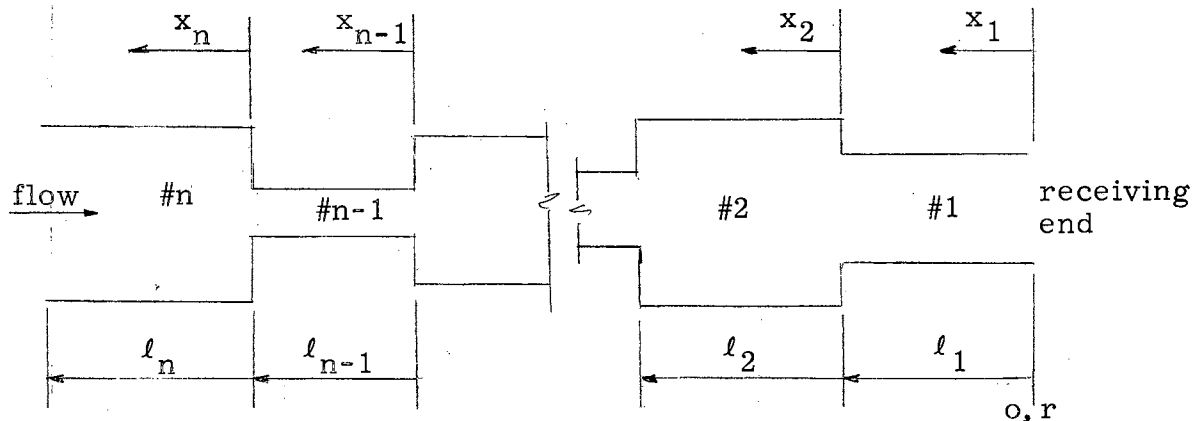 x_n x_{n-1} x_2 x_1
flow #n #n-1 #2 #1 receiving
end
ℓ_n ℓ_{n-1} ℓ_2 ℓ_1
o, r